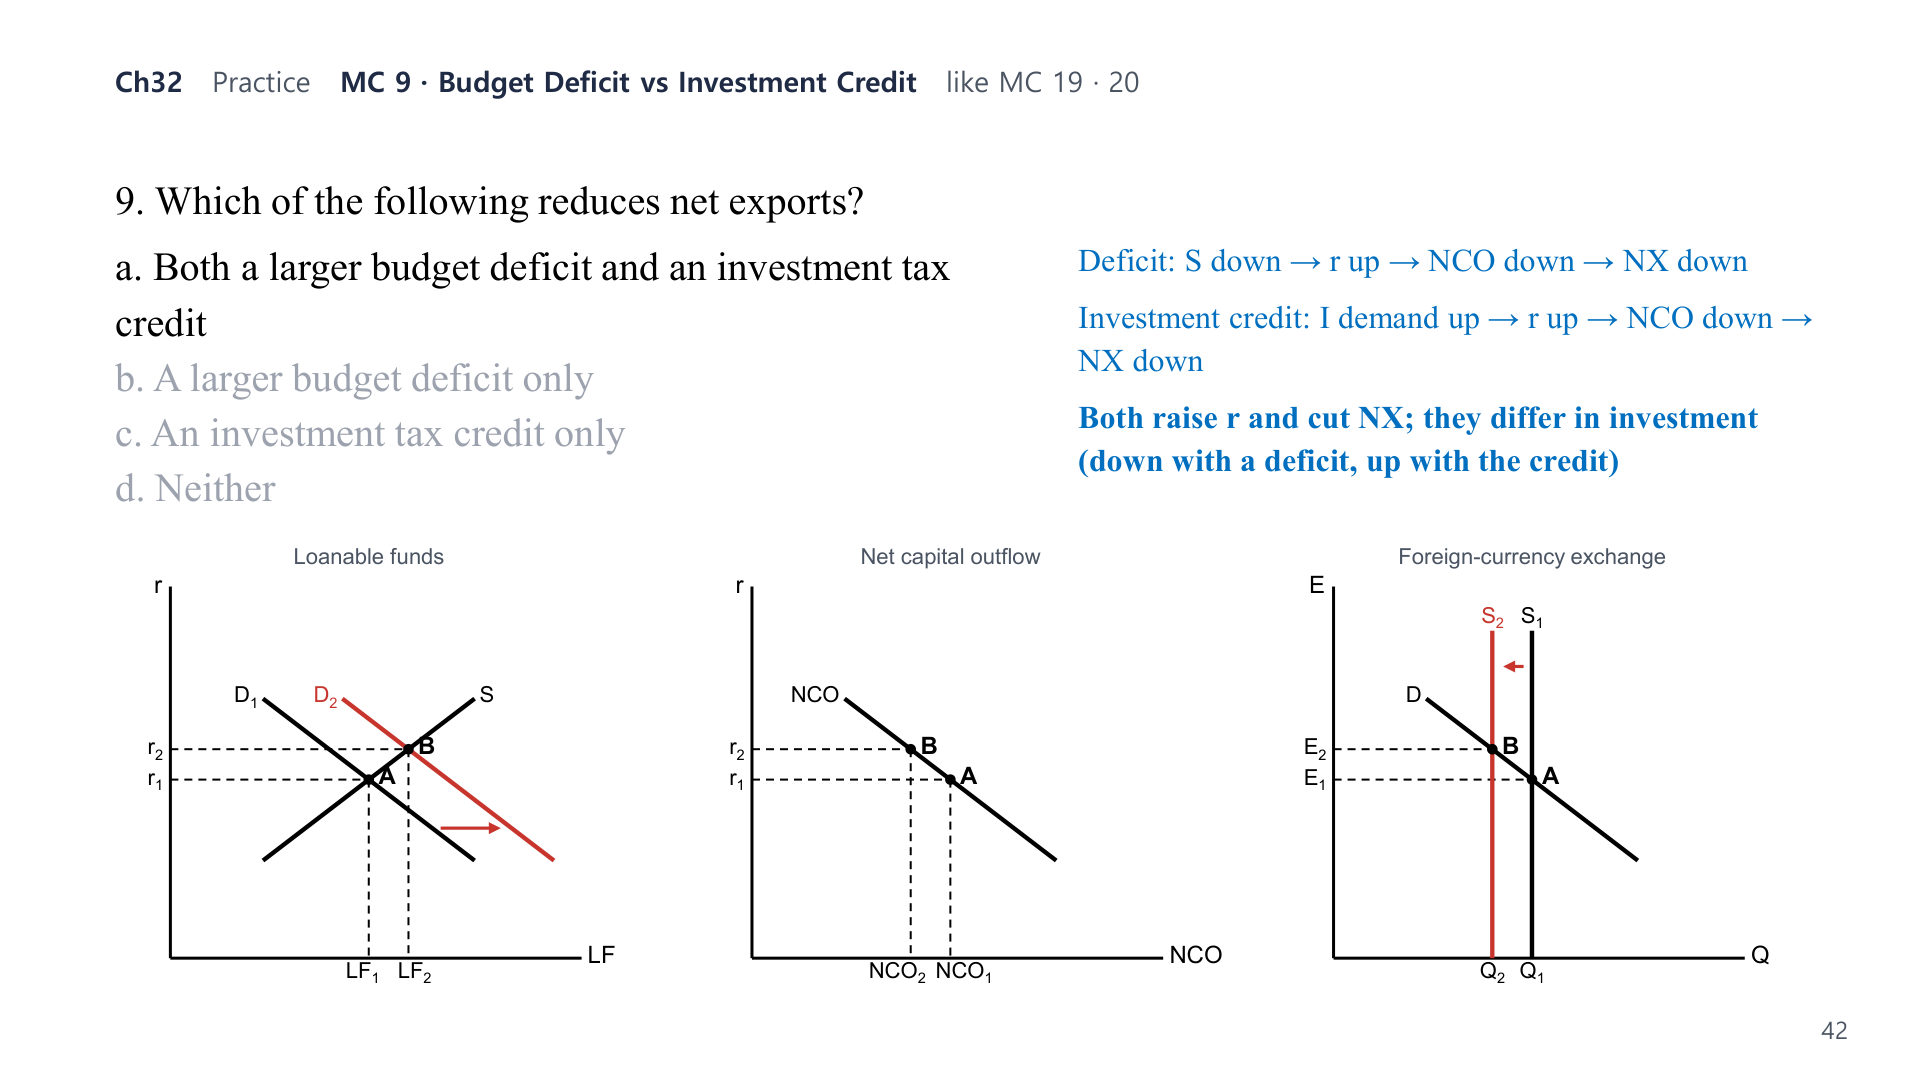 Ch32 Practice MC 9 · Budget Deficit vs Investment Credit like MC 19 · 20
9. Which of the following reduces net exports?
a. Both a larger budget deficit and an investment tax
credit
b. A larger budget deficit only
c. An investment tax credit only
d. Neither
Deficit: S down → r up → NCO down → NX down
Investment credit: I demand up → r up → NCO down →
NX down
Both raise r and cut NX; they differ in investment
(down with a deficit, up with the credit)
Loanable funds
r
D₁ D₂ S
r₂ B
r₁ A
LF
LF₁ LF₂
Net capital outflow
r
NCO
r₂ B
r₁ A
NCO
NCO₂ NCO₁
Foreign-currency exchange
E
S₂ S₁
D
E₂ B
E₁ A
Q
Q₂ Q₁
42